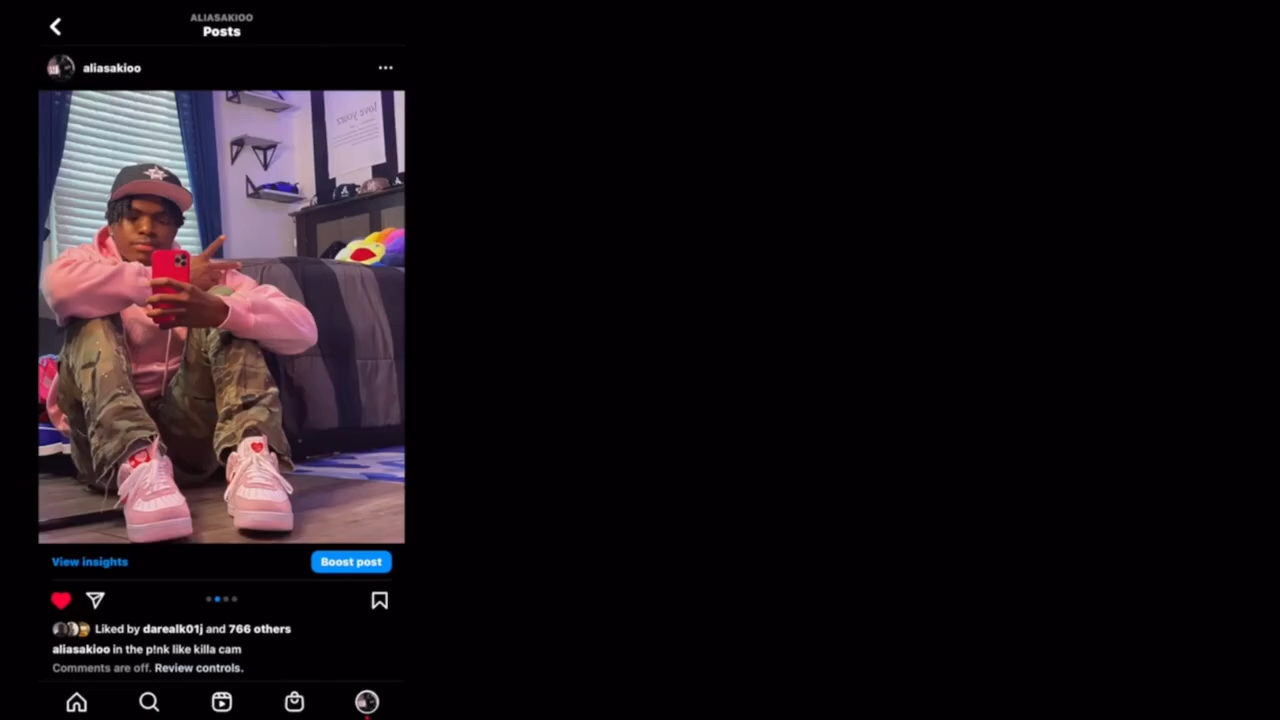 ALIASAKIOO
Posts
aliasakioo
love yourz
View insights
Boost post
Liked by darealk01j and 766 others
aliasakioo in the p!nk like killa cam
Comments are off. Review controls.